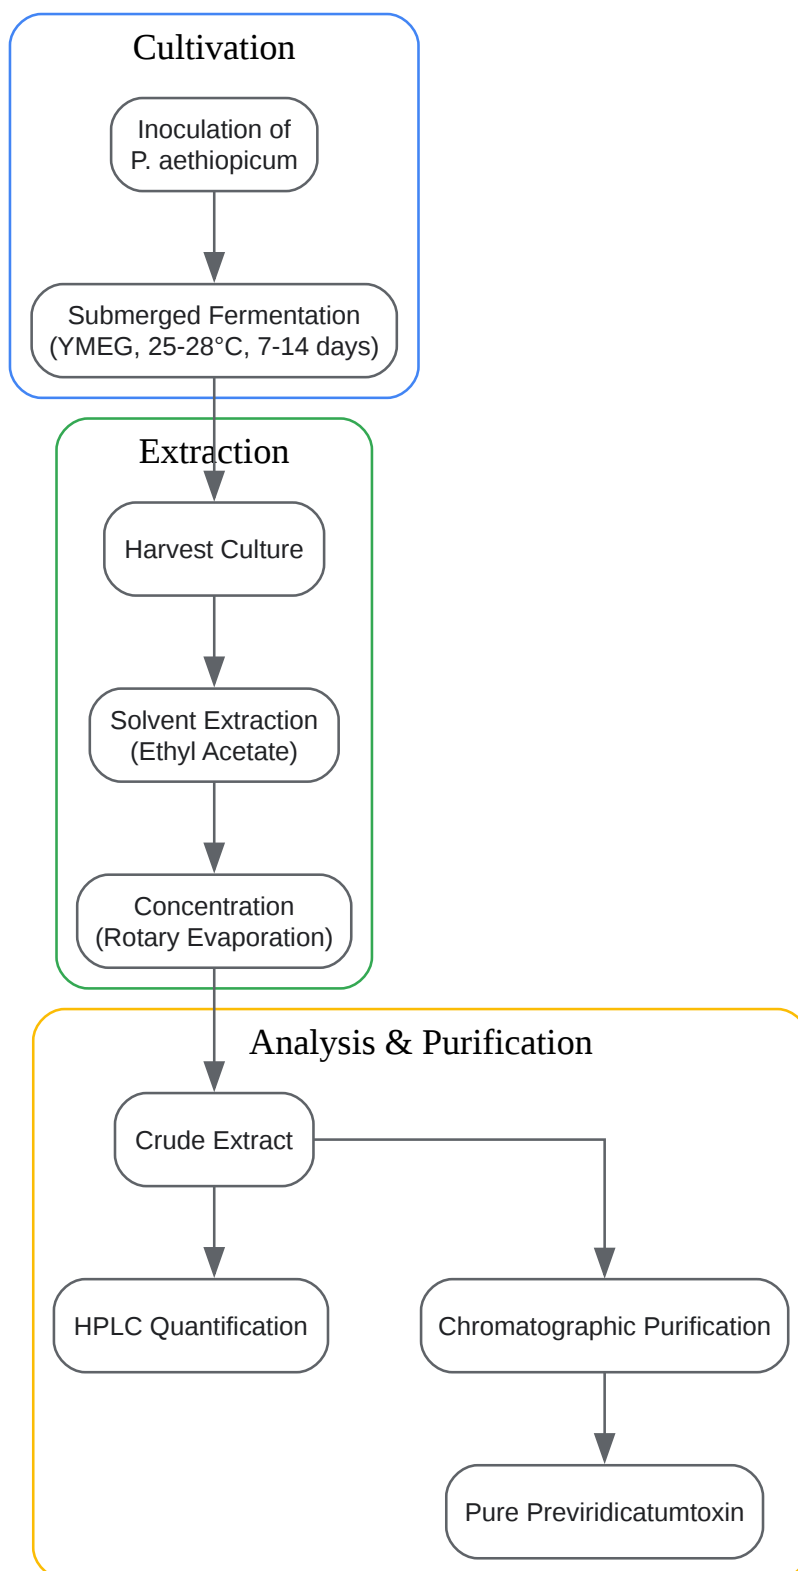 Cultivation
Inoculation of
P. aethiopicum
Submerged Fermentation
(YMEG, 25-28°C, 7-14 days)
Extraction
Harvest Culture
Solvent Extraction
(Ethyl Acetate)
Concentration
(Rotary Evaporation)
Analysis & Purification
Crude Extract
HPLC Quantification
Chromatographic Purification
Pure Previridicatumtoxin